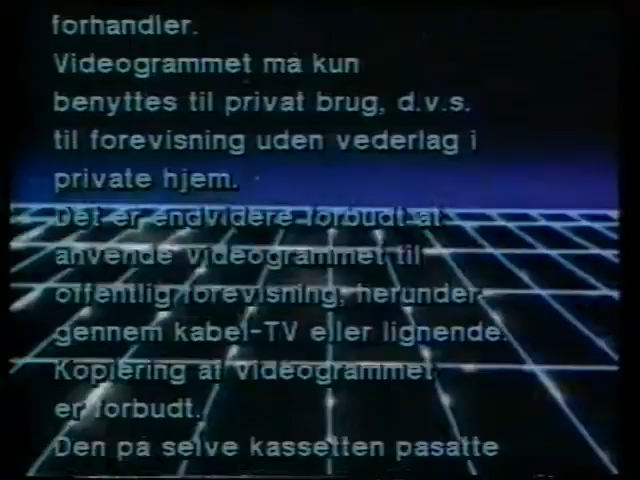 forhandler.
Videogrammet må kun
benyttes til privat brug, d.v.s.
til forevisning uden vederlag i
private hjem.
Det er endvidere forbudt at
anvende videogrammet til
offentlig forevisning, herunder
gennem kabel-TV eller lignende.
Kopiering af videogrammet
er forbudt.
Den på selve kassetten påsatte